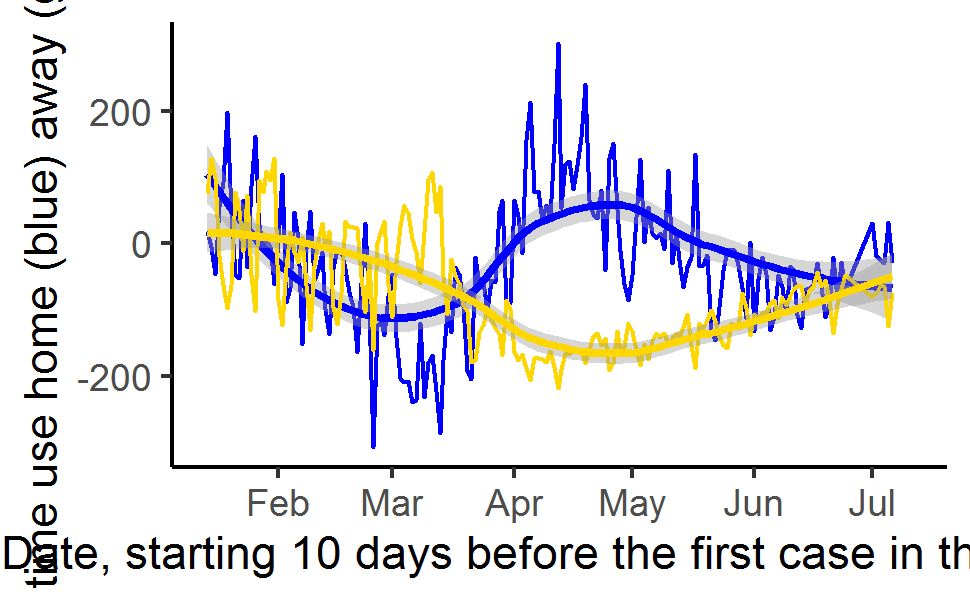 time use home (blue) away (g
200
0
-200
Feb Mar Apr May Jun Jul
Date, starting 10 days before the first case in th